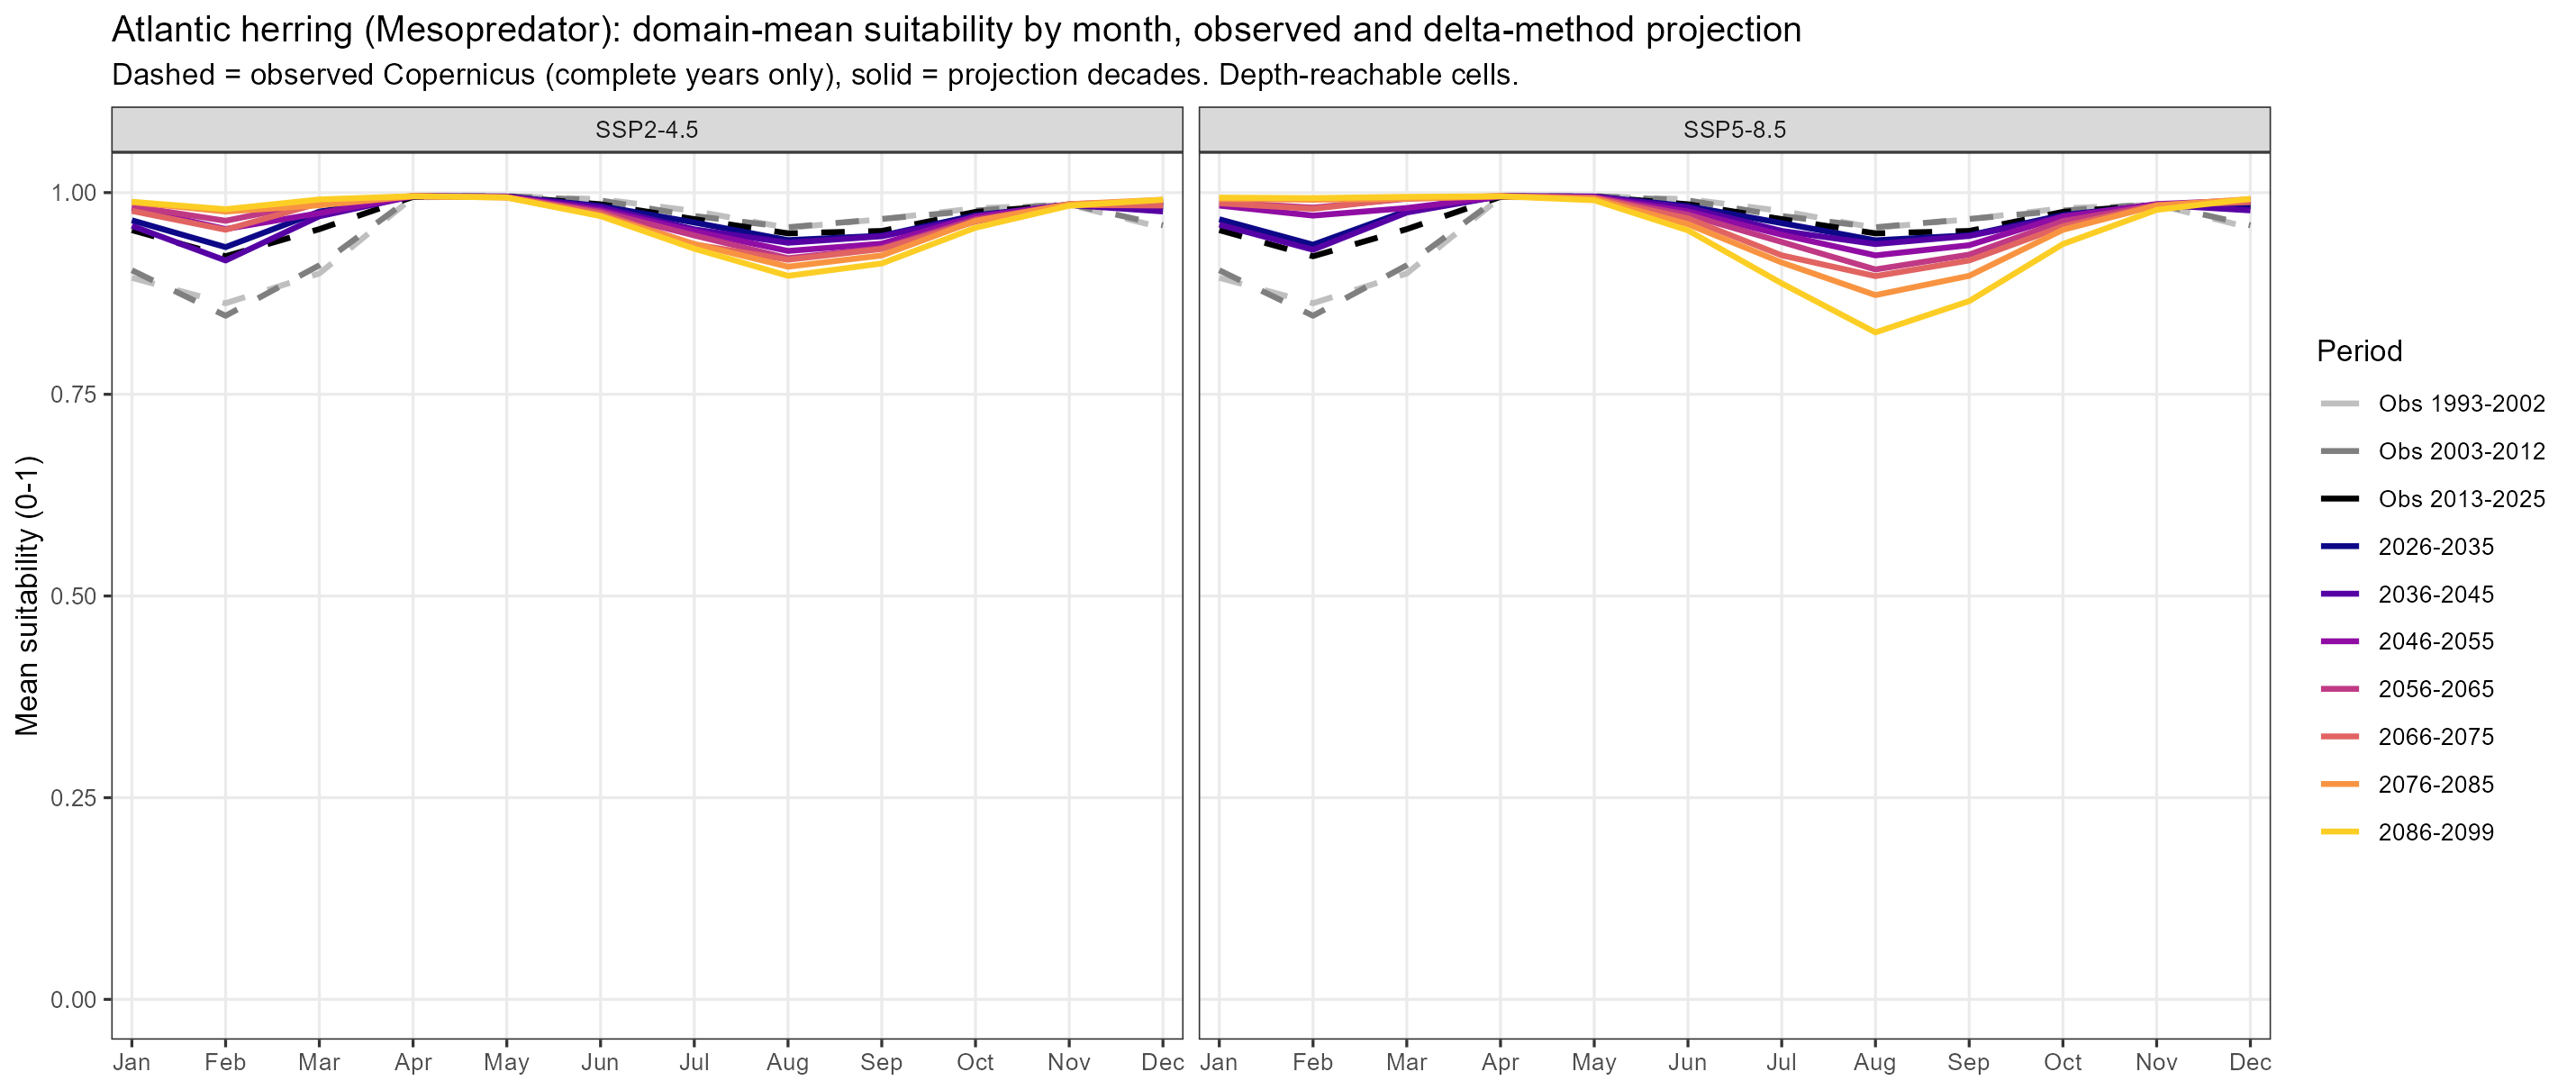 Atlantic herring (Mesopredator): domain-mean suitability by month, observed and delta-method projection
Dashed = observed Copernicus (complete years only), solid = projection decades. Depth-reachable cells.
SSP2-4.5
SSP5-8.5
Mean suitability (0-1)
1.00
0.75
0.50
0.25
0.00
Jan Feb Mar Apr May Jun Jul Aug Sep Oct Nov Dec
Jan Feb Mar Apr May Jun Jul Aug Sep Oct Nov Dec
Period
Obs 1993-2002
Obs 2003-2012
Obs 2013-2025
2026-2035
2036-2045
2046-2055
2056-2065
2066-2075
2076-2085
2086-2099